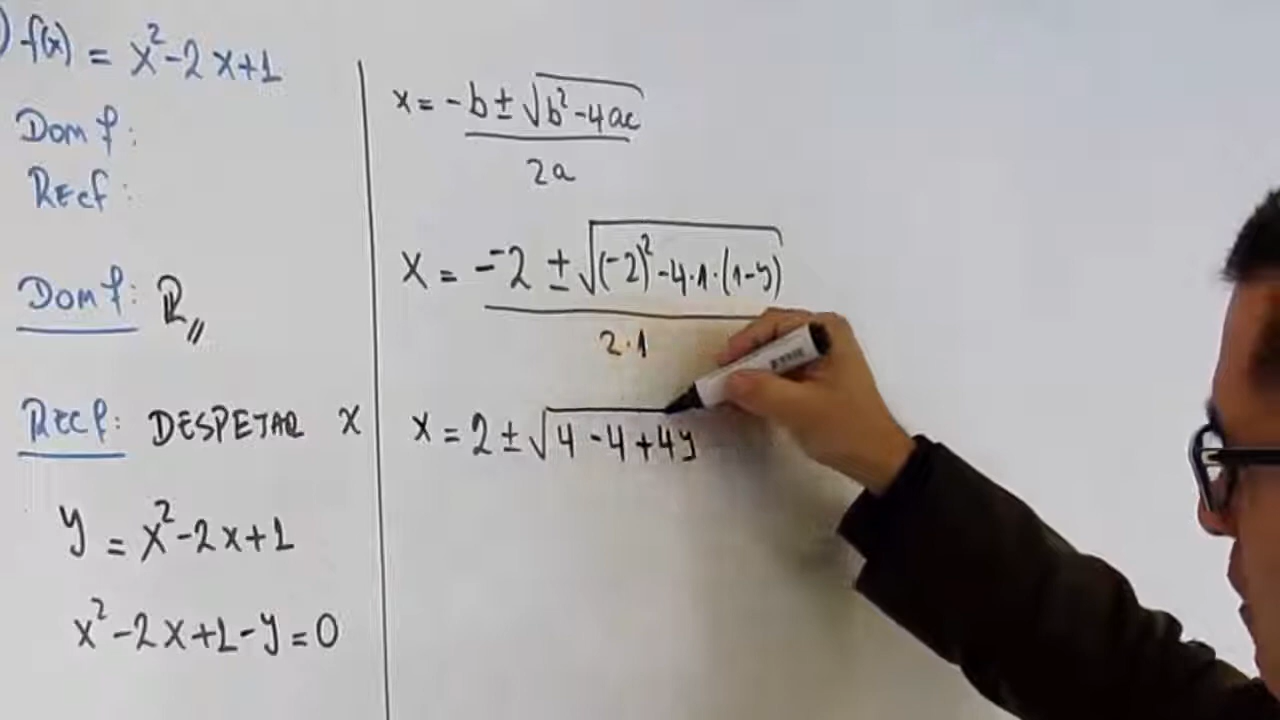 ) f(x) = x²-2x+1
Dom f:
Rec f:
Dom f: R,,
Rec f: DESPEJAR X
y = x²-2x+1
x²-2x+1-y=0
x = -b ± √b²-4ac
2a
x = -2 ± √(-2)²-4·1·(1-y)
2·1
x = 2 ± √4-4+4y